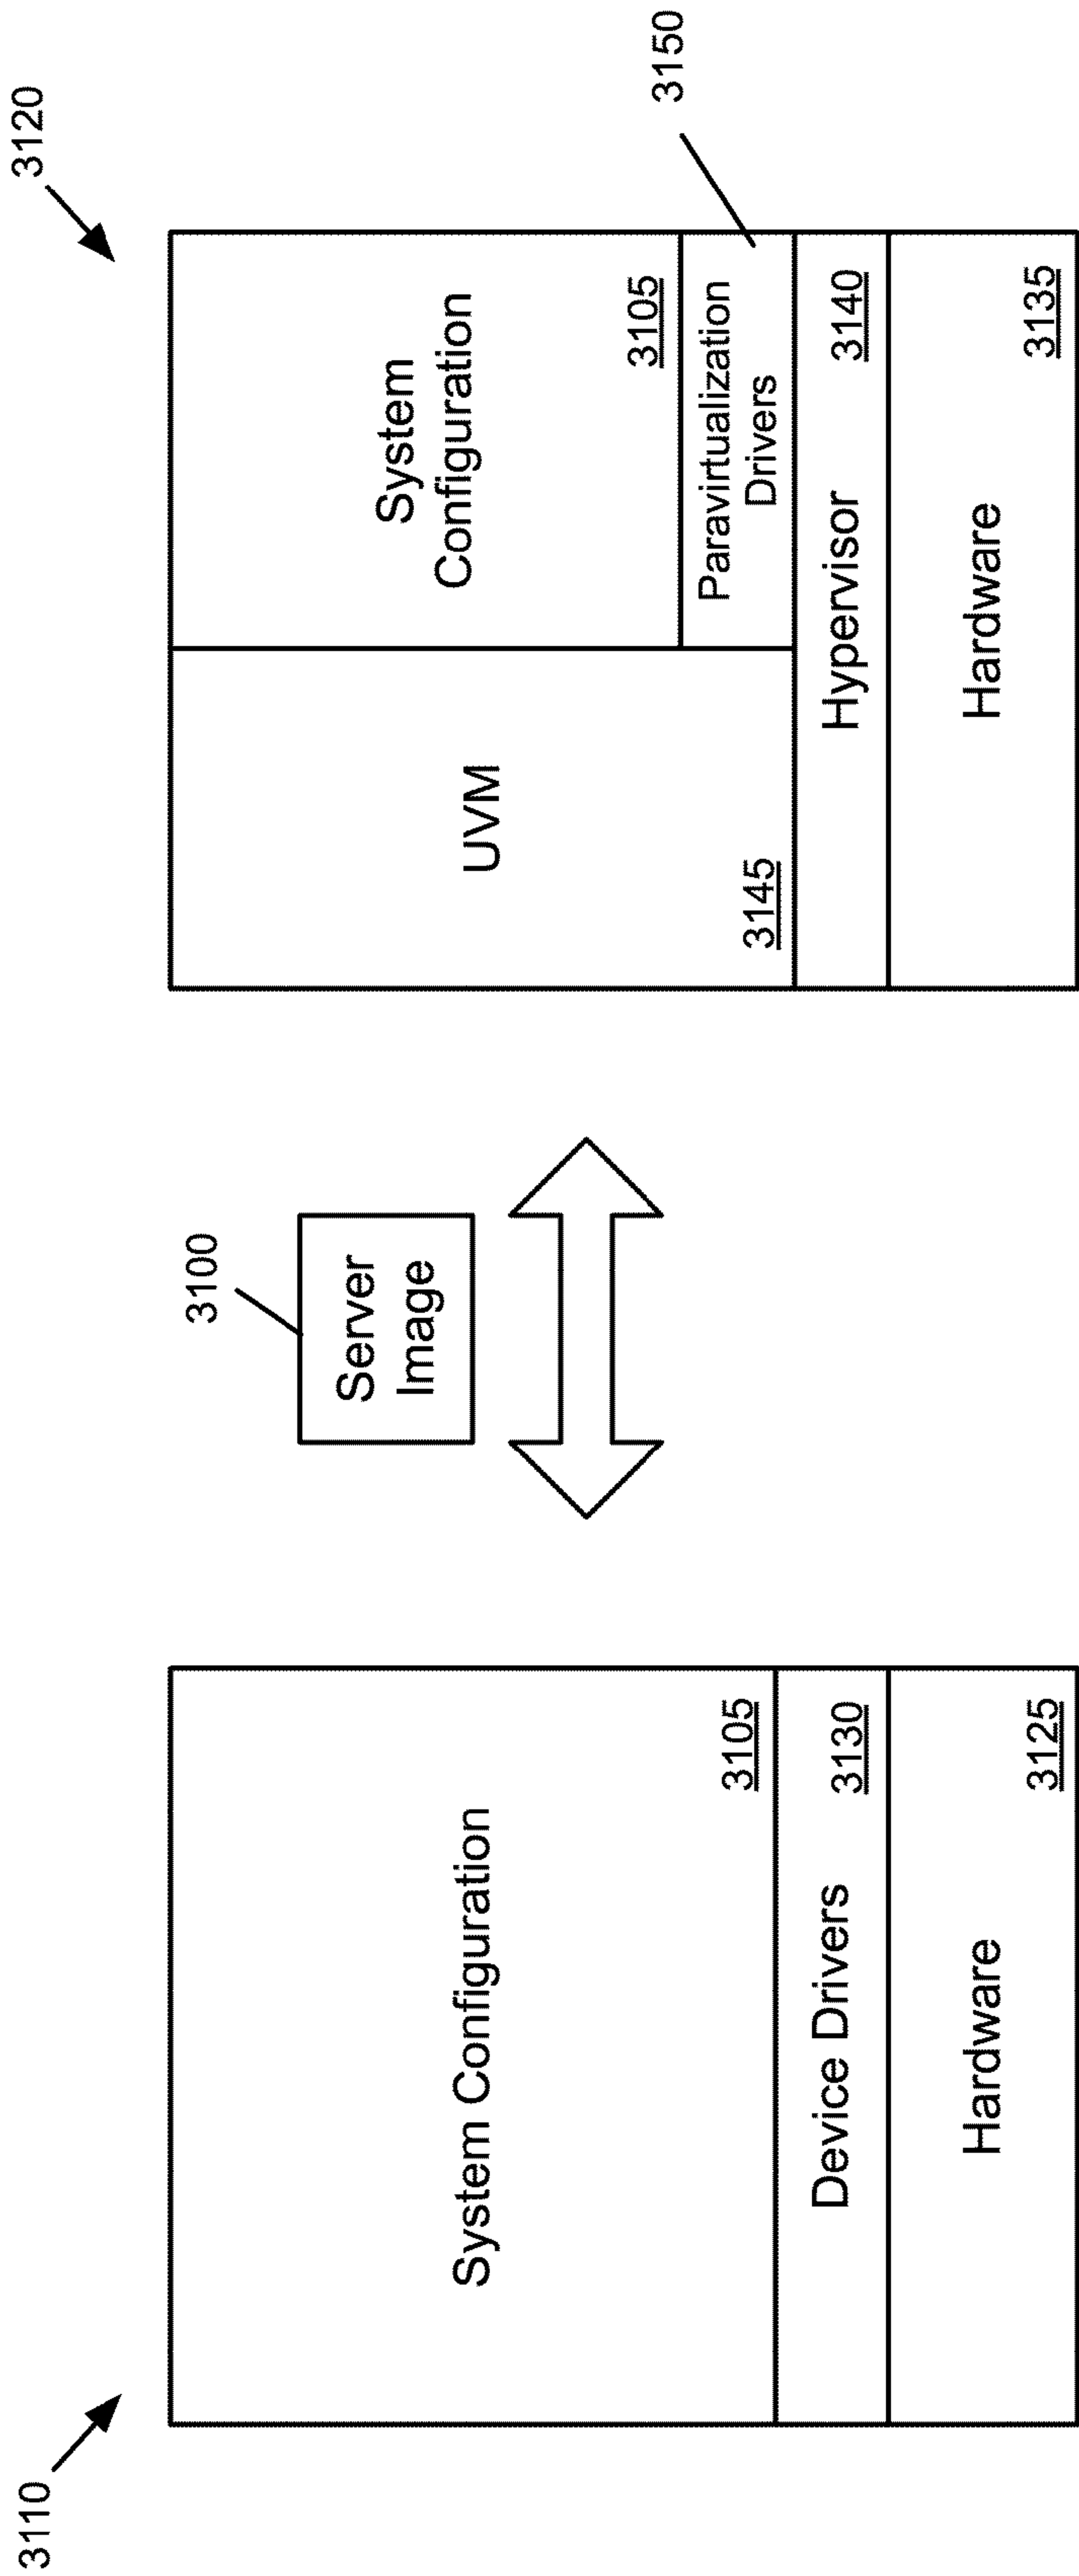 3110
System Configuration
3105
Device Drivers
3130
Hardware
3125
3100
Server
Image
3120
UVM
3145
System
Configuration
3105
Paravirtualization
Drivers
3150
Hypervisor
3140
Hardware
3135